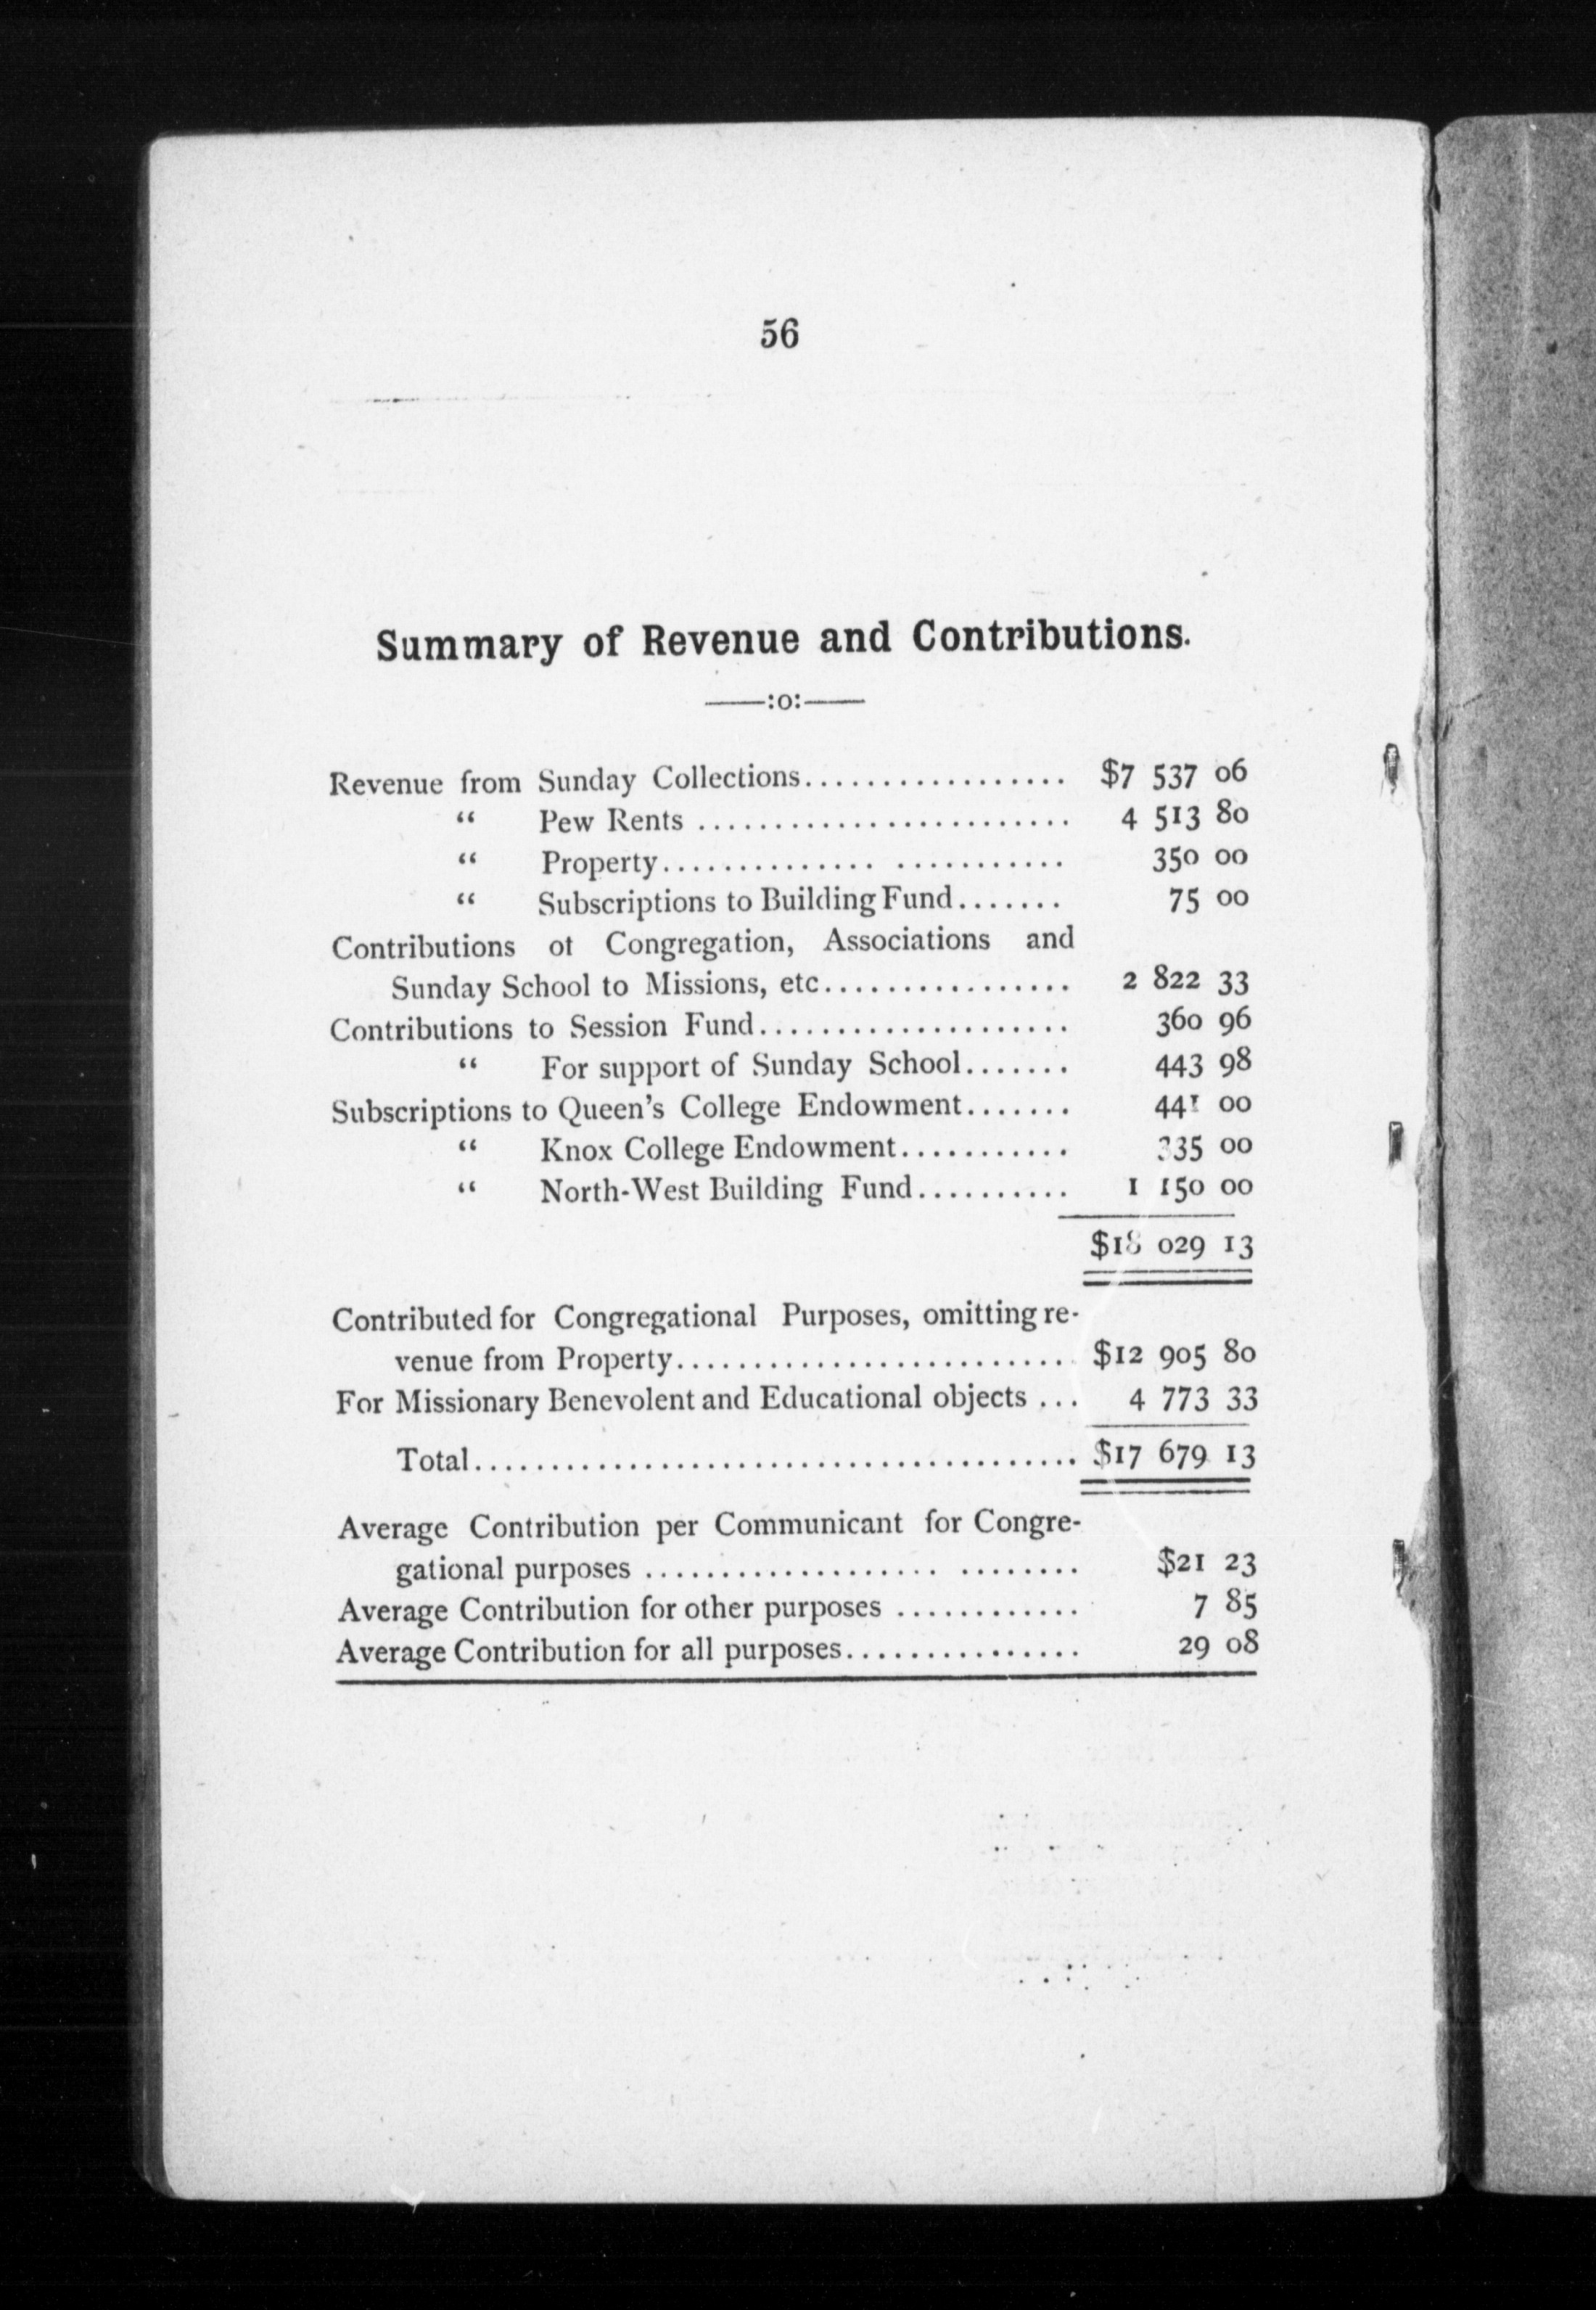 56
Summary of Revenue and Contributions.
——:o:——
Revenue from Sunday Collections.................. $7 537 06
“ Pew Rents ......................... 4 513 80
“ Property.............. ........... 350 00
“ Subscriptions to Building Fund....... 75 00
Contributions of Congregation, Associations and
Sunday School to Missions, etc................. 2 822 33
Contributions to Session Fund.................... 360 96
“ For support of Sunday School....... 443 98
Subscriptions to Queen's College Endowment....... 441 00
“ Knox College Endowment........... 335 00
“ North-West Building Fund.......... 1 150 00
$18 029 13
Contributed for Congregational Purposes, omitting re-
venue from Property.......................... $12 905 80
For Missionary Benevolent and Educational objects ... 4 773 33
Total........................................ $17 679 13
Average Contribution per Communicant for Congre-
gational purposes ................... ........ $21 23
Average Contribution for other purposes ............ 7 85
Average Contribution for all purposes................ 29 08